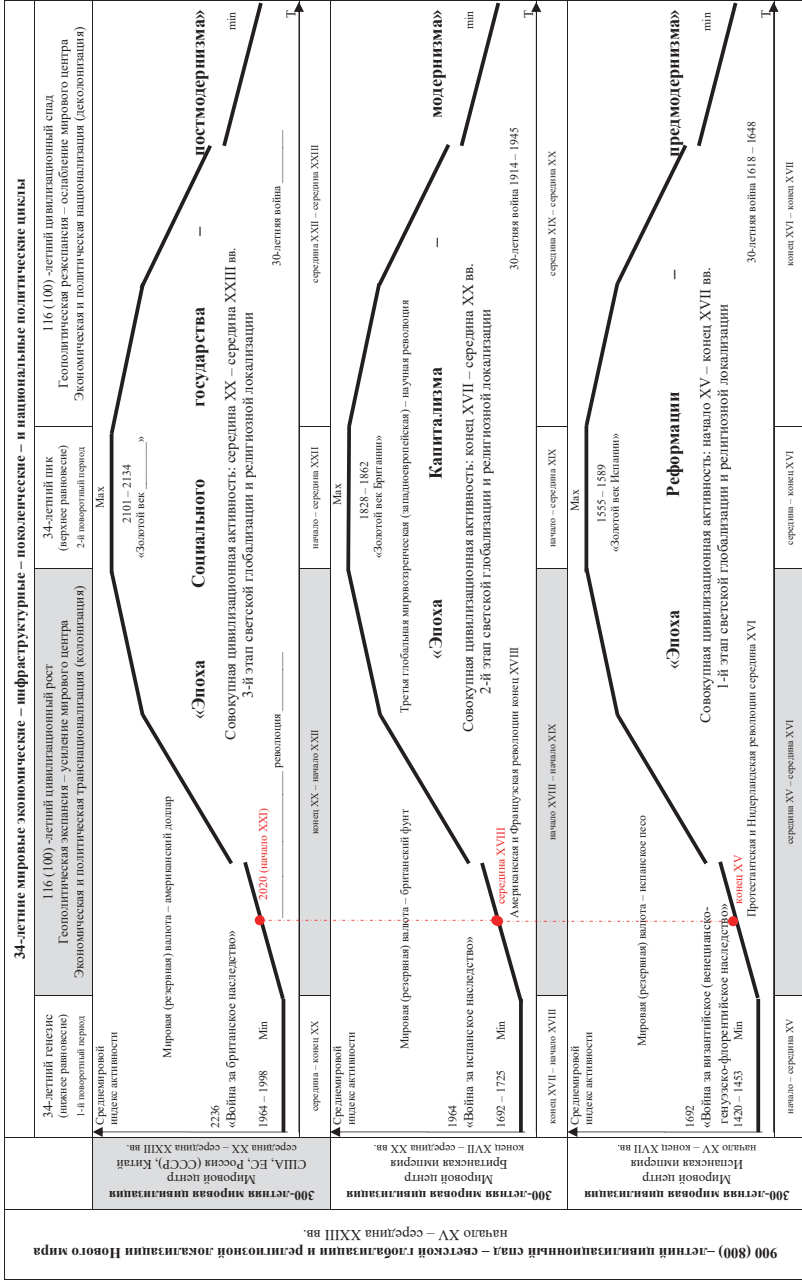 34-летние мировые экономические – инфраструктурные – поколенческие – и национальные политические циклы
34-летний генезис
(нижнее равновесие)
1-й поворотный период
116 (100) -летний цивилизационный рост
Геополитическая экспансия – усиление мирового центра
Экономическая и политическая транснационализация (колонизация)
34-летний пик
(верхнее равновесие)
2-й поворотный период
116 (100) -летний цивилизационный спад
Геополитическая реэкспансия – ослабление мирового центра
Экономическая и политическая национализация (деколонизация)
900 (800) –летний цивилизационный спад – светской глобализации и религиозной локализации Нового мира
начало XV – середина XXIII вв.
300-летняя мировая цивилизация
Мировой центр
США, ЕС, Россия (СССР), Китай
середина XX – середина XXIII вв.
Среднемировой
индекс активности
Мировая (резервная) валюта – американский доллар
2236
«Война за британское наследство»
1964 – 1998
Min
2020 (начало XXI)
революция
Max
2101 – 2134
«Золотой век ____ »
«Эпоха Социального государства – постмодернизма»
Совокупная цивилизационная активность: середина XX – середина XXIII вв.
3-й этап светской глобализации и религиозной локализации
30-летняя война
min
T
середина – конец XX
конец XX – начало XXII
начало – середина XXII
середина XXII – середина XXIII
300-летняя мировая цивилизация
Мировой центр
Британская империя
конец XVII – середина XX вв.
Среднемировой
индекс активности
Мировая (резервная) валюта – британский фунт
1964
«Война за испанское наследство»
1692 – 1725
Min
середина XVIII
Американская и Французская революции конец XVIII
Третья глобальная мировоззренческая (западноевропейская) – научная революция
Max
1828 – 1862
«Золотой век Британии»
«Эпоха Капитализма – модернизма»
Совокупная цивилизационная активность: конец XVII – середина XX вв.
2-й этап светской глобализации и религиозной локализации
30-летняя война 1914 – 1945
min
T
конец XVII – начало XVIII
начало XVIII – начало XIX
начало – середина XIX
середина XIX – середина XX
300-летняя мировая цивилизация
Мировой центр
Испанская империя
начало XV – конец XVII вв.
Среднемировой
индекс активности
Мировая (резервная) валюта – испанское песо
1692
«Война за византийское (венецианско-
генуэзско-флорентийское наследство»
1420 – 1453
Min
конец XV
Протестантская и Нидерландская революции середина XVI
Max
1555 – 1589
«Золотой век Испании»
«Эпоха Реформации – предмодернизма»
Совокупная цивилизационная активность: начало XV – конец XVII вв.
1-й этап светской глобализации и религиозной локализации
30-летняя война 1618 – 1648
min
T
начало – середина XV
середина XV – середина XVI
середина – конец XVI
конец XVI – конец XVII